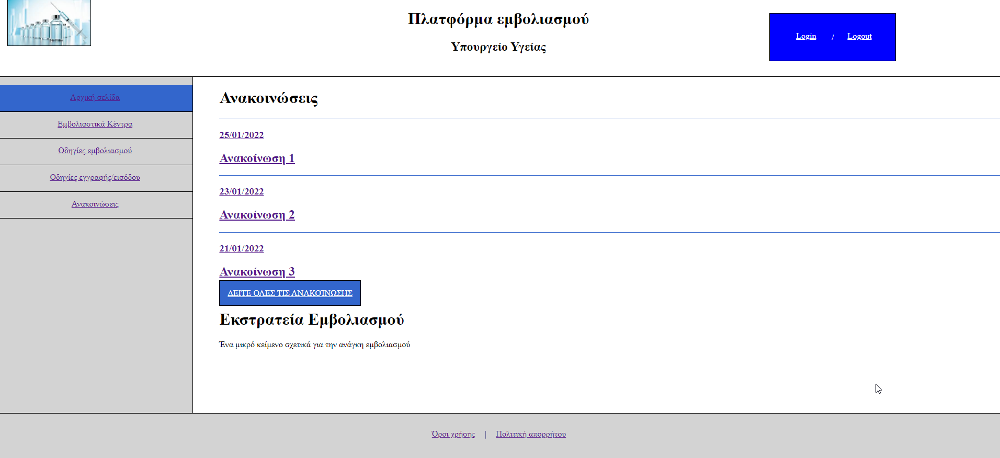 Πλατφόρμα εμβολιασμού
Υπουργείο Υγείας
Login / Logout
Αρχική σελίδα
Εμβολιαστικά Κέντρα
Οδηγίες εμβολιασμού
Οδηγίες εγγραφής/εισόδου
Ανακοινώσεις
Ανακοινώσεις
25/01/2022
Ανακοίνωση 1
23/01/2022
Ανακοίνωση 2
21/01/2022
Ανακοίνωση 3
ΔΕΙΤΕ ΟΛΕΣ ΤΙΣ ΑΝΑΚΟΊΝΩΣΗΣ
Εκστρατεία Εμβολιασμού
Ένα μικρό κείμενο σχετικά για την ανάγκη εμβολιασμού
Όροι χρήσης | Πολιτική απορρήτου